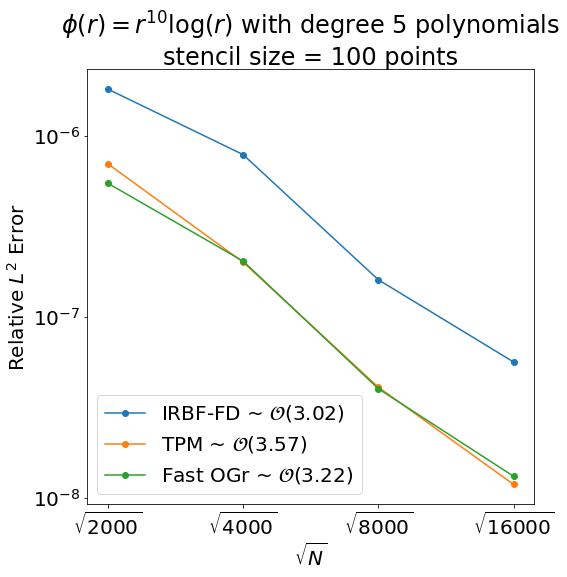 ϕ(r) = r¹⁰log(r) with degree 5 polynomials
stencil size = 100 points
Relative L² Error
10⁻⁶
10⁻⁷
10⁻⁸
IRBF-FD ~ 𝒪(3.02)
TPM ~ 𝒪(3.57)
Fast OGr ~ 𝒪(3.22)
√2000 √4000 √8000 √16000
√N